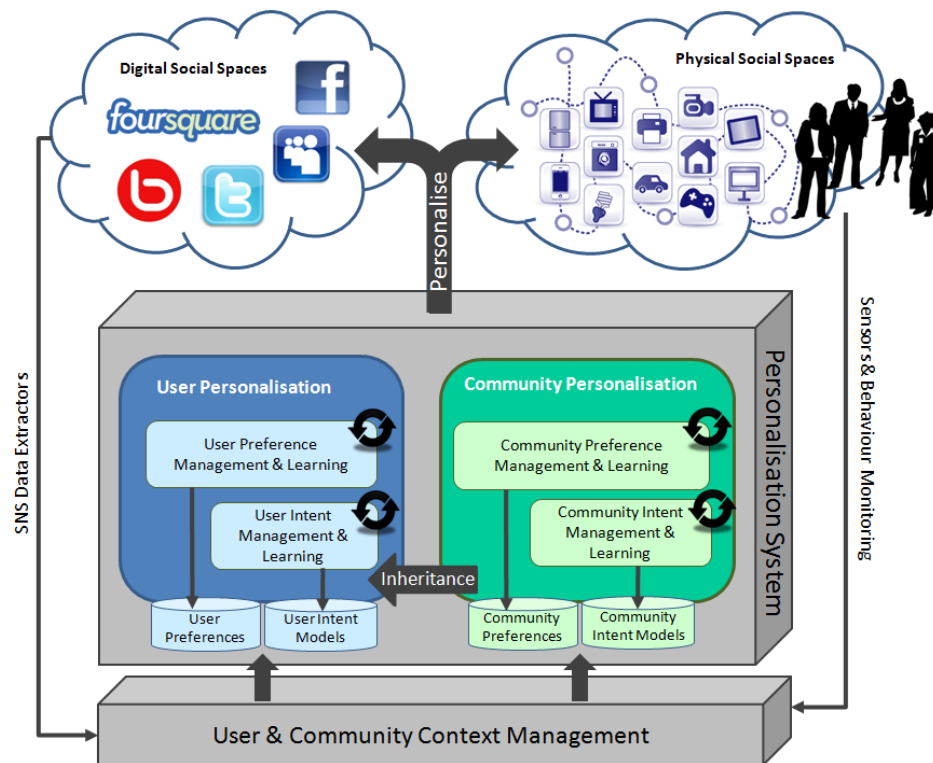 Digital Social Spaces
Physical Social Spaces
f
foursquare
b
t
Personalise
SNS Data Extractors
Sensors & Behaviour Monitoring
Personalisation System
User Personalisation
Community Personalisation
User Preference
Management & Learning
Community Preference
Management & Learning
User Intent
Management &
Learning
Community Intent
Management &
Learning
Inheritance
User
Preferences
User Intent
Models
Community
Preferences
Community
Intent Models
User & Community Context Management